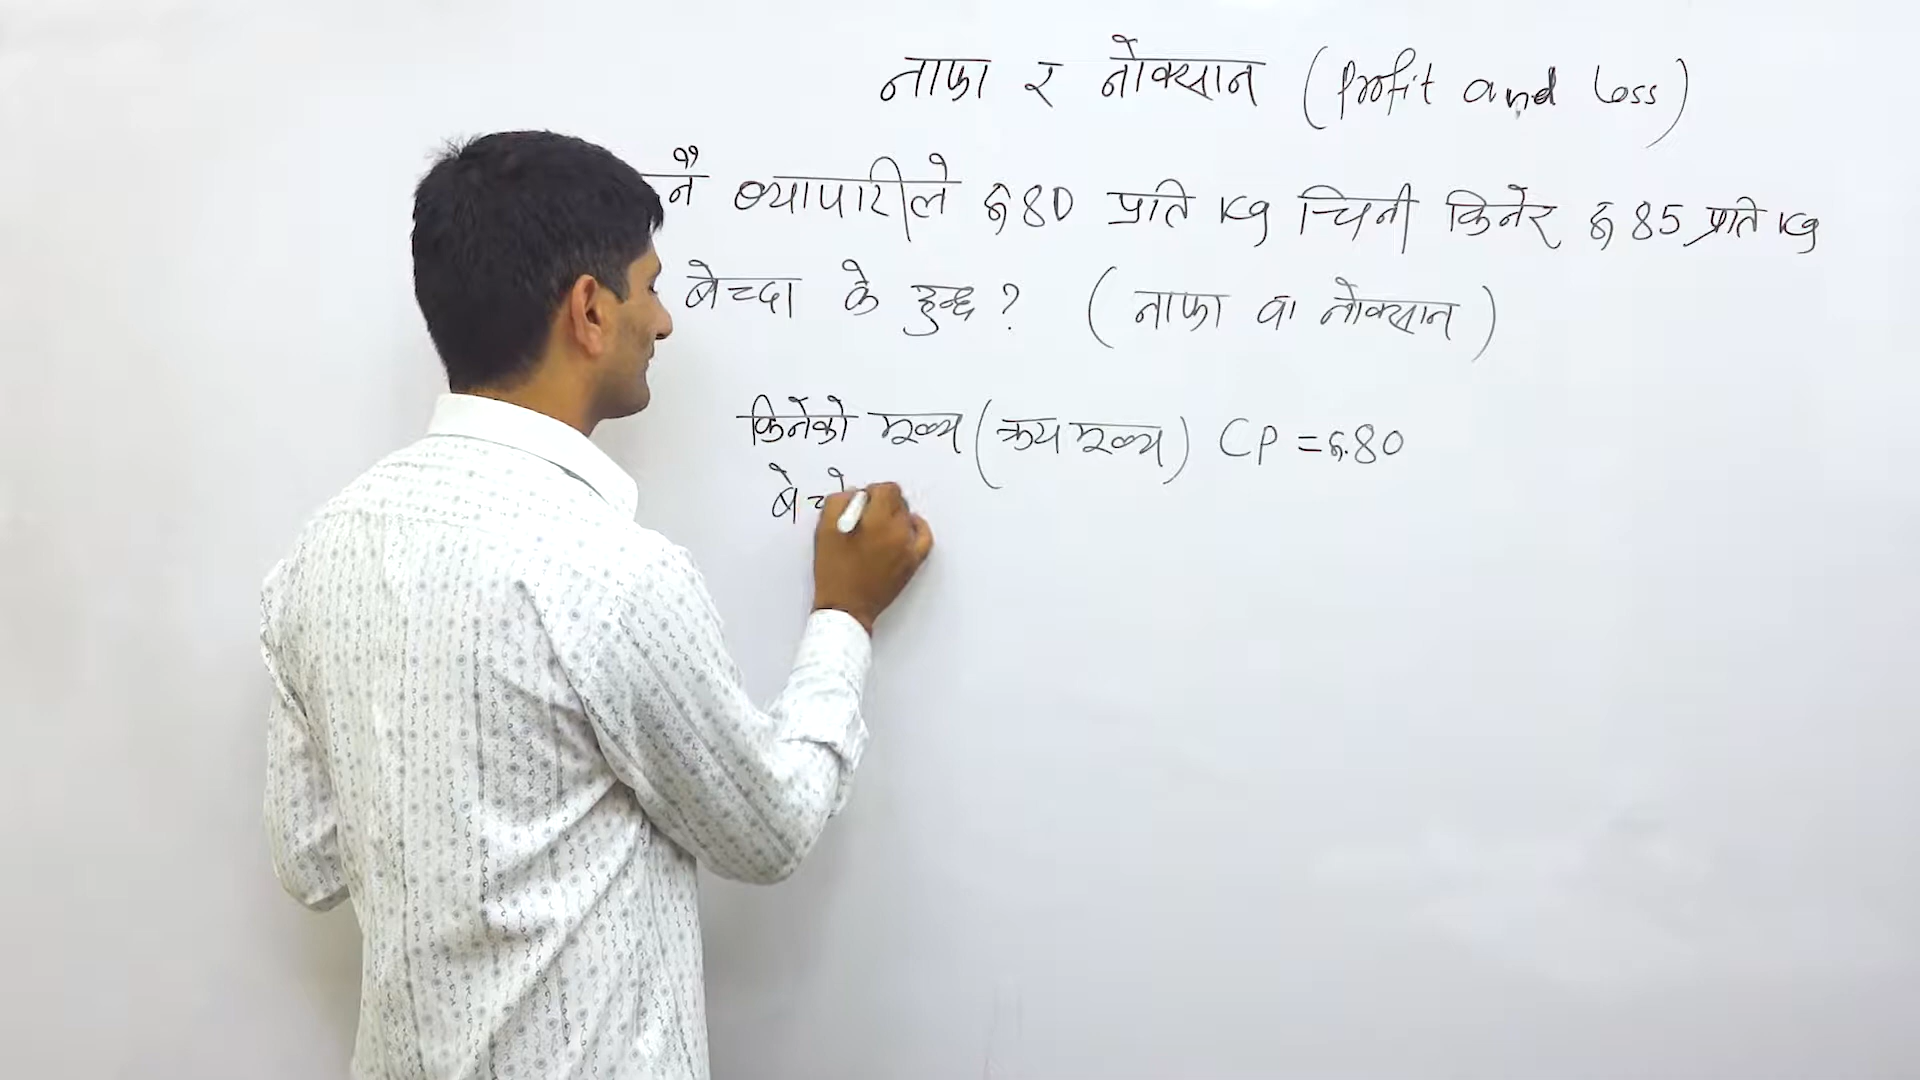 नाफा र नोक्सान (Profit and Loss)
व्यापारीले रु 80 प्रति kg चिनी किनेर रु 85 प्रति kg
बेच्दा के हुन्छ ? (नाफा वा नोक्सान)
किनेको मूल्य (क्रय मूल्य) CP = रु.80